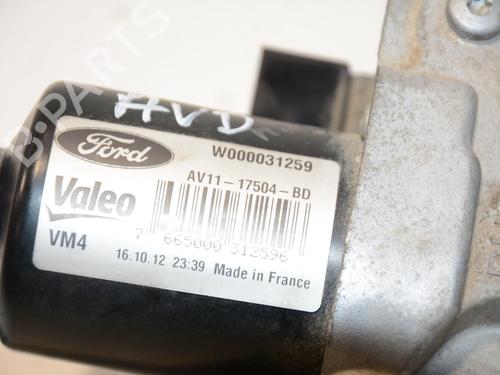 B-PARTS
AVD
Ford
W000031259
Valeo
AV11-17504-BD
7 665000 312596
VM4
16.10.12 23:39 Made in France